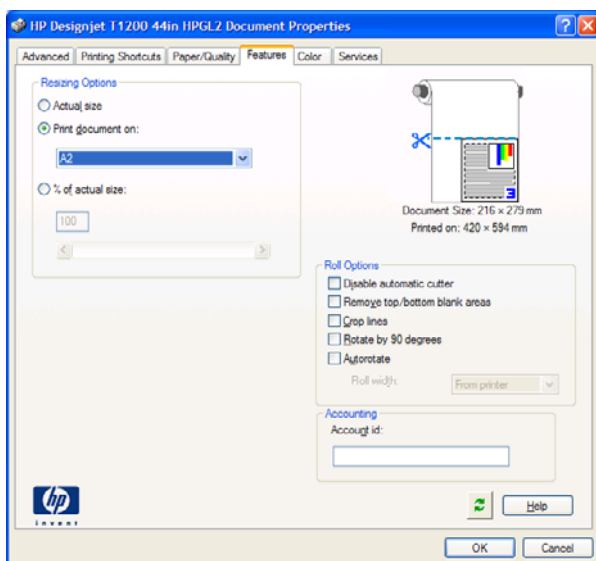 HP Designjet T1200 44in HPGL2 Document Properties
Advanced Printing Shortcuts Paper/Quality Features Color Services
Resizing Options
Actual size
Print document on:
A2
% of actual size:
100
3
Document Size: 216 × 279 mm
Printed on: 420 × 594 mm
Roll Options
Disable automatic cutter
Remove top/bottom blank areas
Crop lines
Rotate by 90 degrees
Autorotate
Roll width: From printer
Accounting
Account id:
hp
invent
Help
OK Cancel